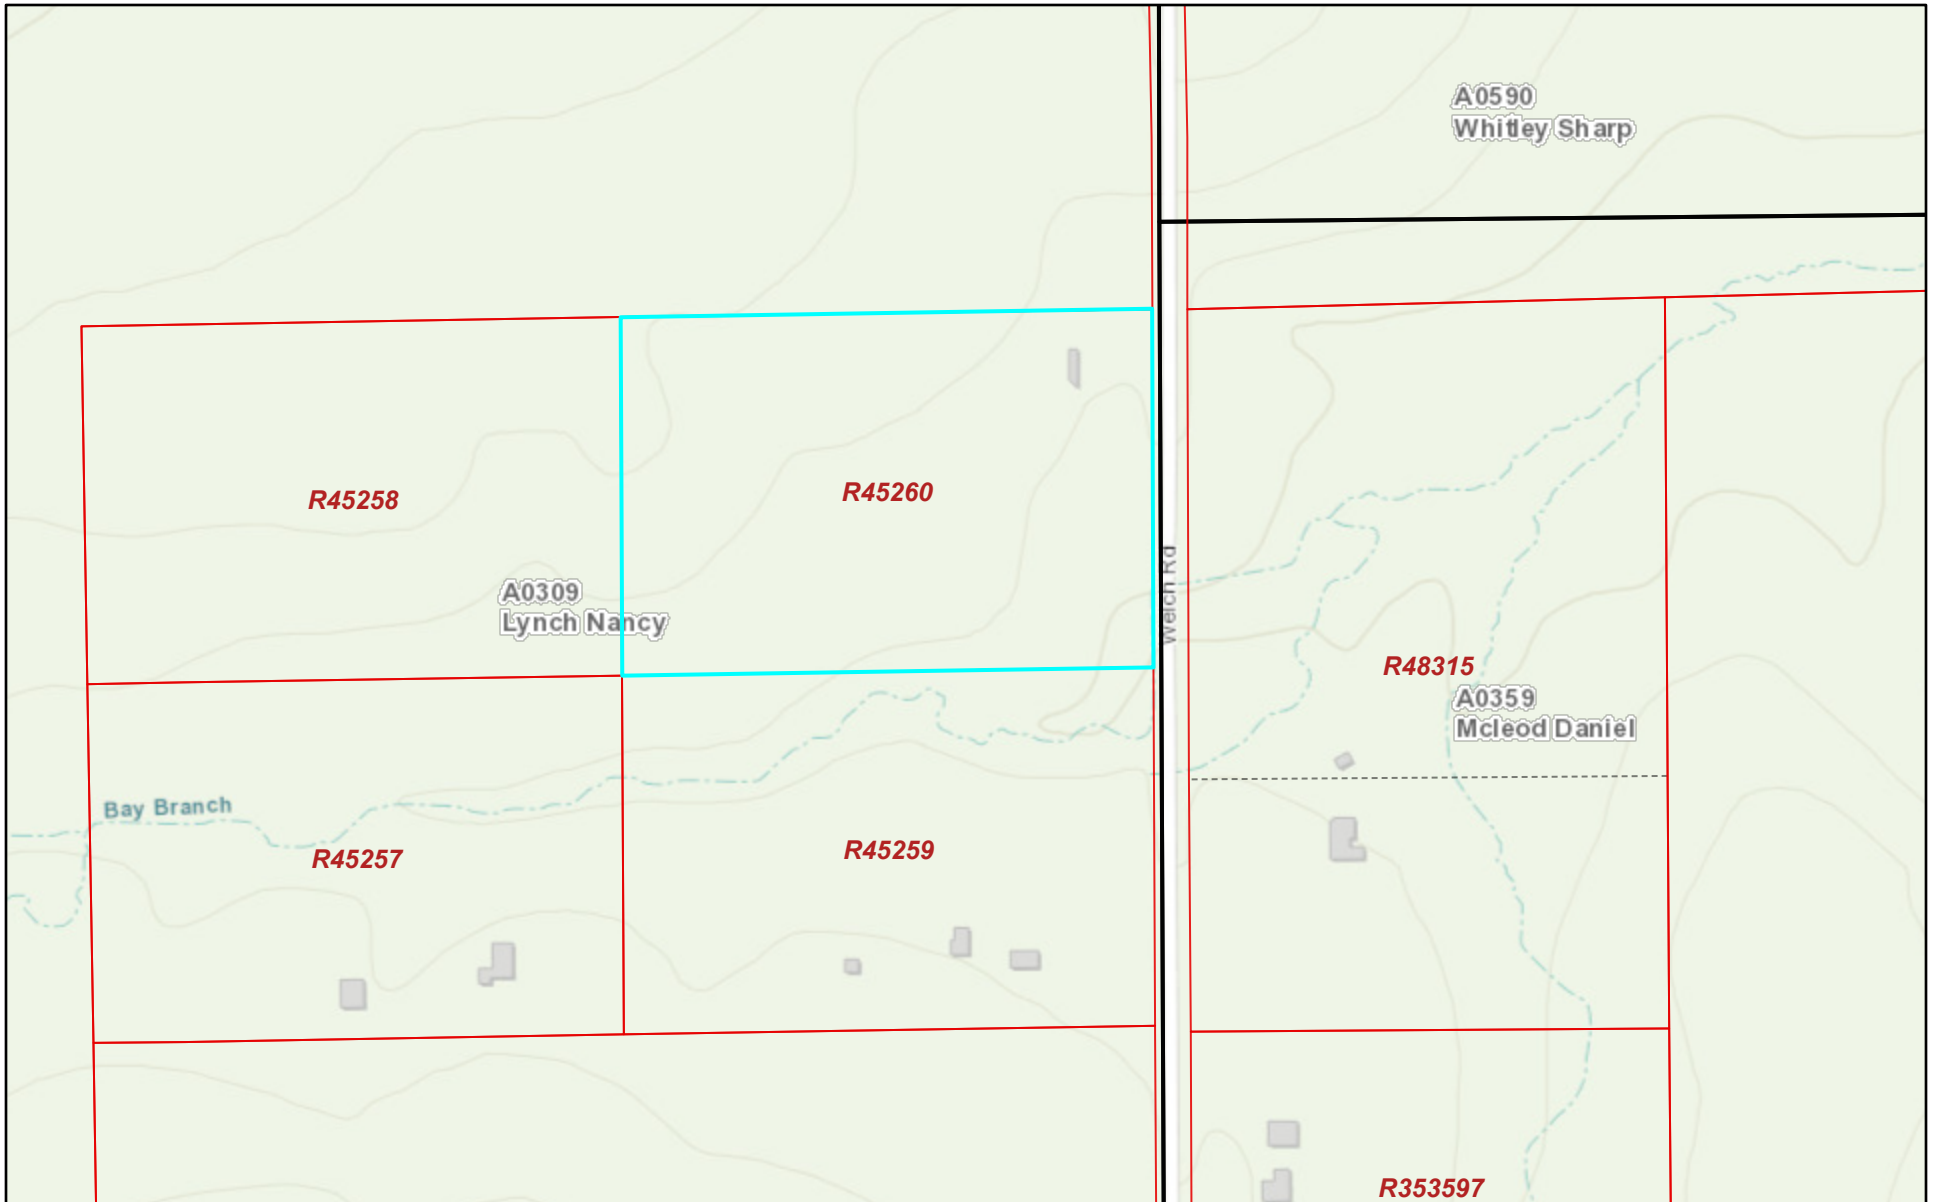 A0590
Whitley Sharp
R45258
R45260
A0309
Lynch Nancy
Welch Rd
R48315
A0359
Mcleod Daniel
Bay Branch
R45257
R45259
R353597